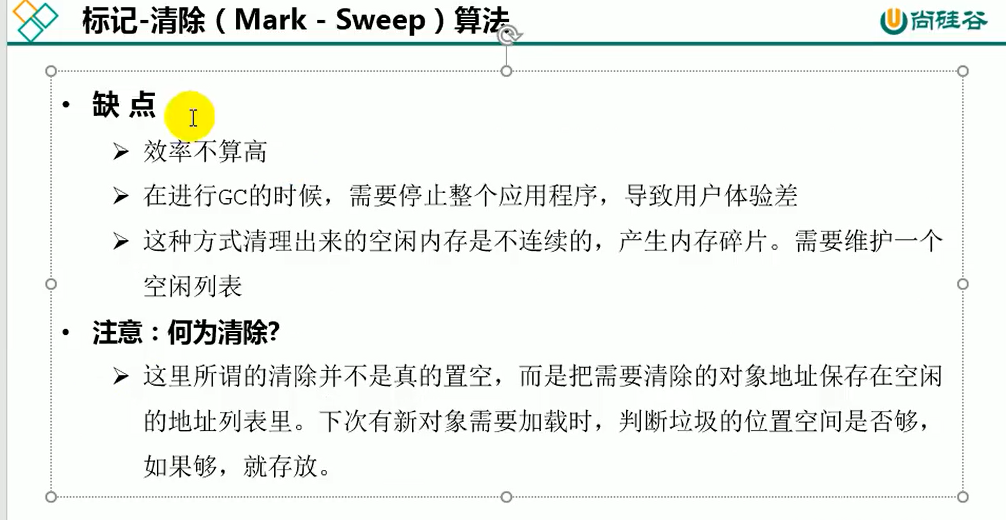 标记-清除（Mark - Sweep）算法
尚硅谷
• 缺 点
➢ 效率不算高
➢ 在进行GC的时候，需要停止整个应用程序，导致用户体验差
➢ 这种方式清理出来的空闲内存是不连续的，产生内存碎片。需要维护一个
空闲列表
• 注意：何为清除？
➢ 这里所谓的清除并不是真的置空，而是把需要清除的对象地址保存在空闲
的地址列表里。下次有新对象需要加载时，判断垃圾的位置空间是否够，
如果够，就存放。